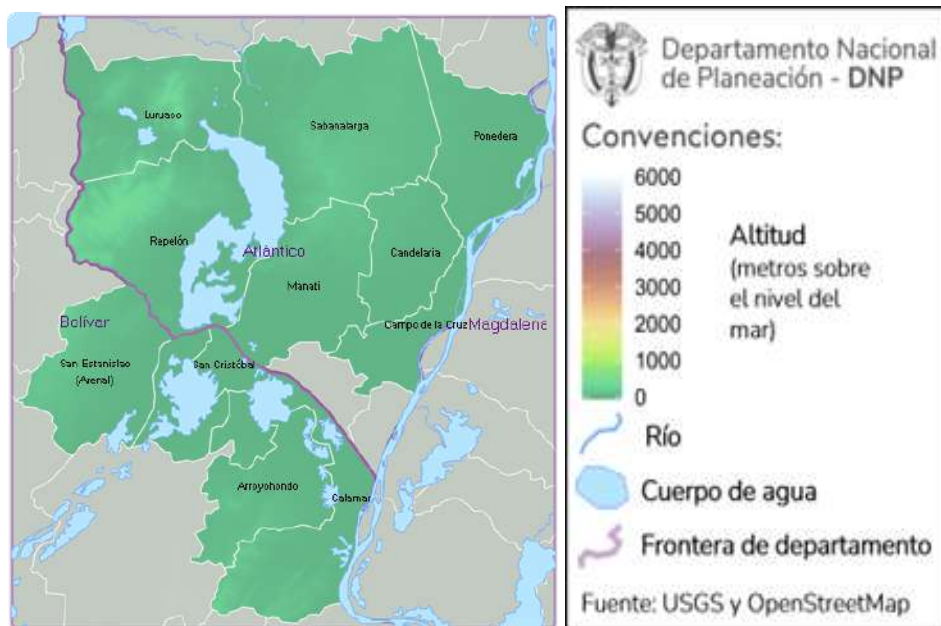 Luruaco
Sabanalarga
Ponedera
Repelón
Atlántico
Candelaria
Manatí
Bolívar
Campo de la Cruz
Magdalena
San Estanislao
(Arenal)
San Cristóbal
Arroyohondo
Calamar
Departamento Nacional
de Planeación - DNP
Convenciones:
6000
5000
4000
3000
2000
1000
0
Altitud
(metros sobre
el nivel del
mar)
Río
Cuerpo de agua
Frontera de departamento
Fuente: USGS y OpenStreetMap